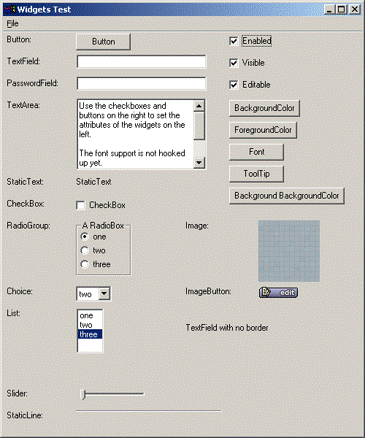 Widgets Test
File
Button: Button
Enabled
TextField:
Visible
PasswordField:
Editable
TextArea: Use the checkboxes and
buttons on the right to set the
attributes of the widgets on the
left.
The font support is not hooked
up yet.
BackgroundColor
ForegroundColor
Font
ToolTip
Background BackgroundColor
StaticText: StaticText
CheckBox: CheckBox
RadioGroup: A RadioBox
one
two
three
Image:
Choice: two
ImageButton: edit
List: one
two
three
TextField with no border
Slider:
StaticLine: